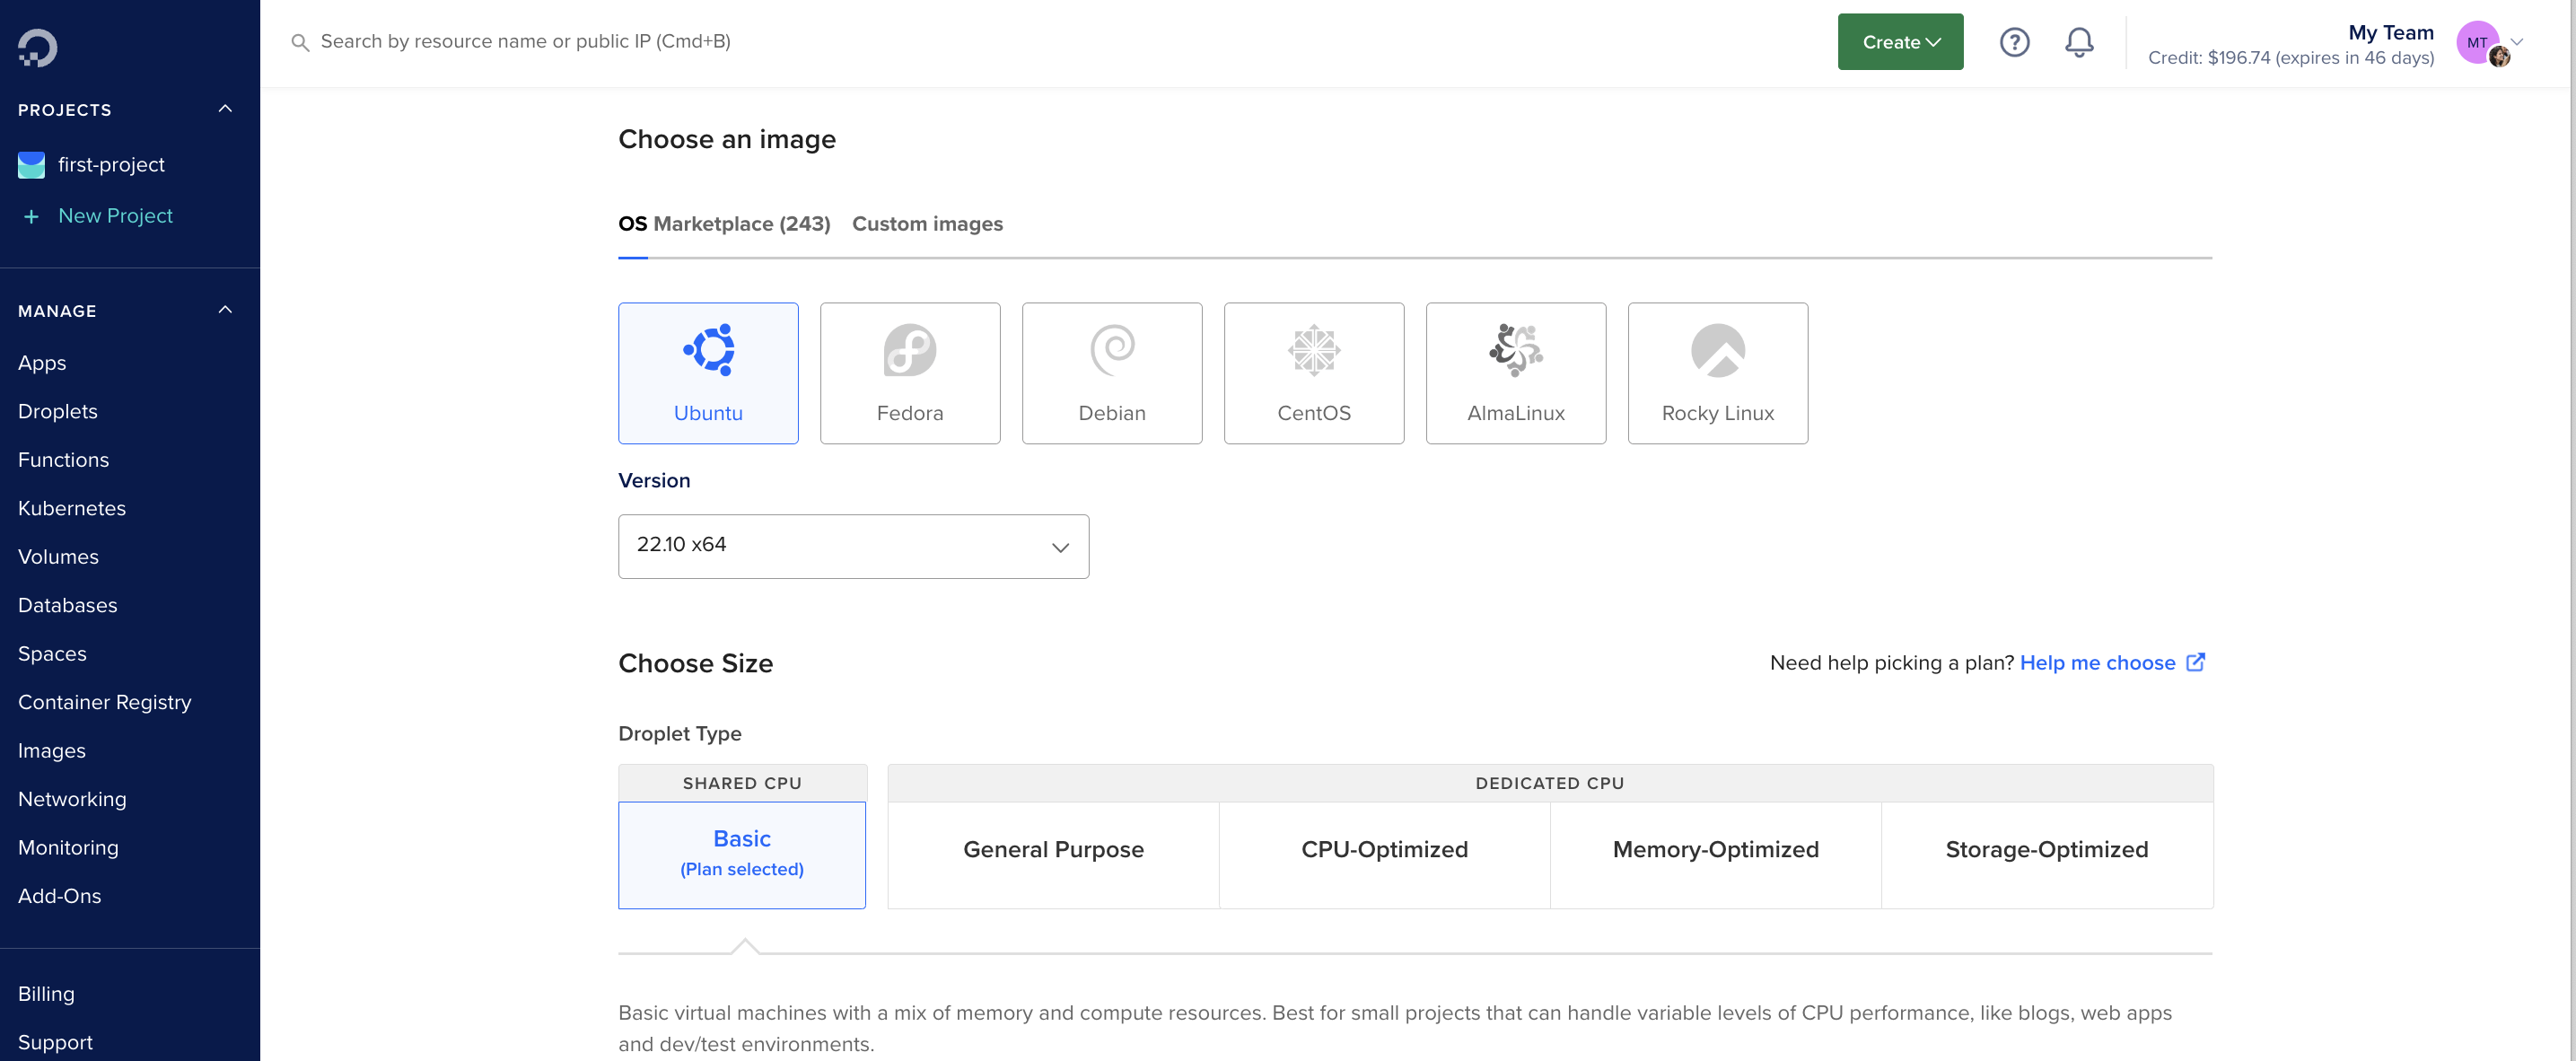 Search by resource name or public IP (Cmd+B)
Create
?
My Team
Credit: $196.74 (expires in 46 days)
MT
PROJECTS
first-project
+ New Project
MANAGE
Apps
Droplets
Functions
Kubernetes
Volumes
Databases
Spaces
Container Registry
Images
Networking
Monitoring
Add-Ons
Billing
Support
Choose an image
OS Marketplace (243) Custom images
Ubuntu
Fedora
Debian
CentOS
AlmaLinux
Rocky Linux
Version
22.10 x64
Choose Size
Need help picking a plan? Help me choose
Droplet Type
SHARED CPU
DEDICATED CPU
Basic
(Plan selected)
General Purpose
CPU-Optimized
Memory-Optimized
Storage-Optimized
Basic virtual machines with a mix of memory and compute resources. Best for small projects that can handle variable levels of CPU performance, like blogs, web apps
and dev/test environments.